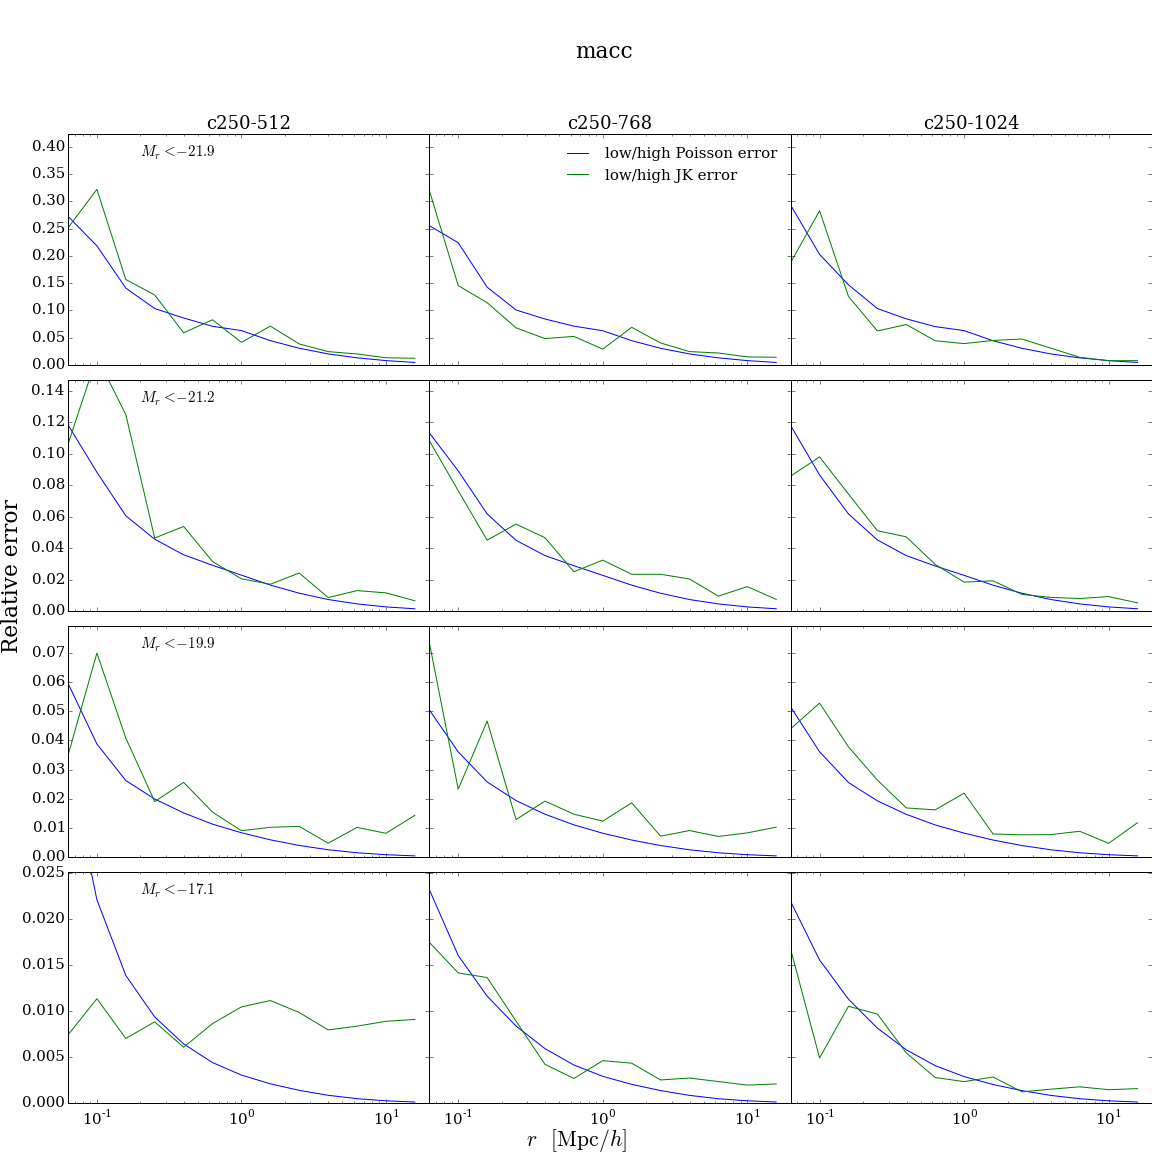 macc
c250-512 c250-768 c250-1024
0.40
0.35
0.30
0.25
0.20
0.15
0.10
0.05
0.00
M_r < −21.9
low/high Poisson error
low/high JK error
0.14
0.12
0.10
0.08
0.06
0.04
0.02
0.00
M_r < −21.2
Relative error
0.07
0.06
0.05
0.04
0.03
0.02
0.01
0.00
M_r < −19.9
0.025
0.020
0.015
0.010
0.005
0.000
M_r < −17.1
10^-1 10^0 10^1 10^-1 10^0 10^1 10^-1 10^0 10^1
r [Mpc/h]